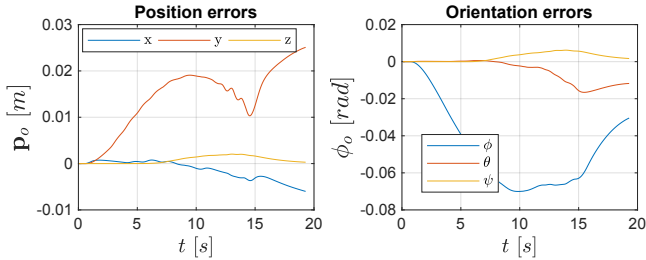 Position errors
x y z
0.03
0.02
0.01
0
-0.01
0 5 10 15 20
p_o [m]
t [s]
Orientation errors
0.02
0
-0.02
-0.04
-0.06
-0.08
0 5 10 15 20
ϕ_o [rad]
ϕ
θ
ψ
t [s]